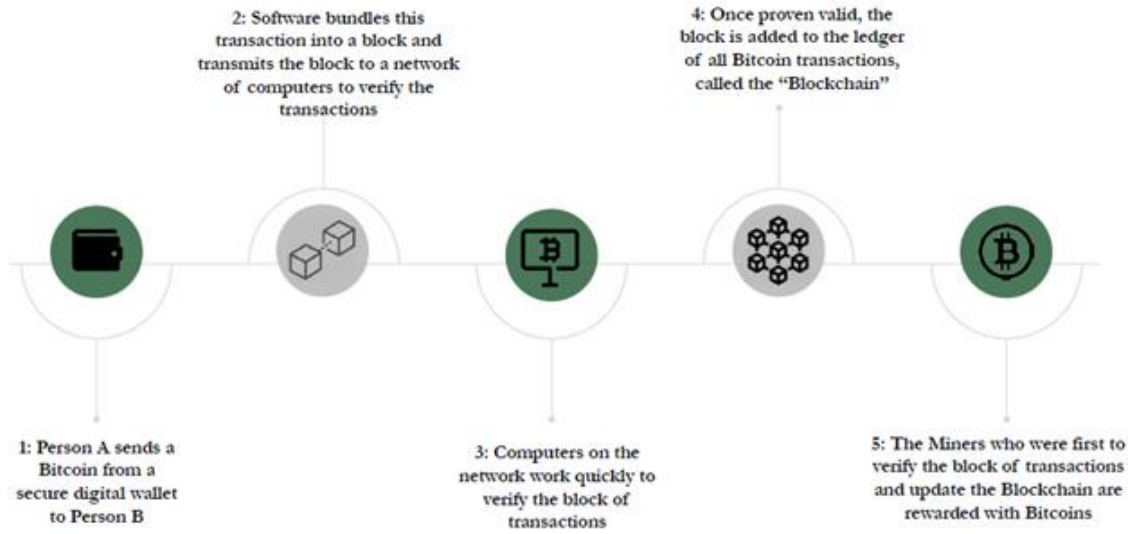 1: Person A sends a
Bitcoin from a
secure digital wallet
to Person B
2: Software bundles this
transaction into a block and
transmits the block to a network
of computers to verify the
transactions
3: Computers on the
network work quickly to
verify the block of
transactions
4: Once proven valid, the
block is added to the ledger
of all Bitcoin transactions,
called the “Blockchain”
5: The Miners who were first to
verify the block of transactions
and update the Blockchain are
rewarded with Bitcoins